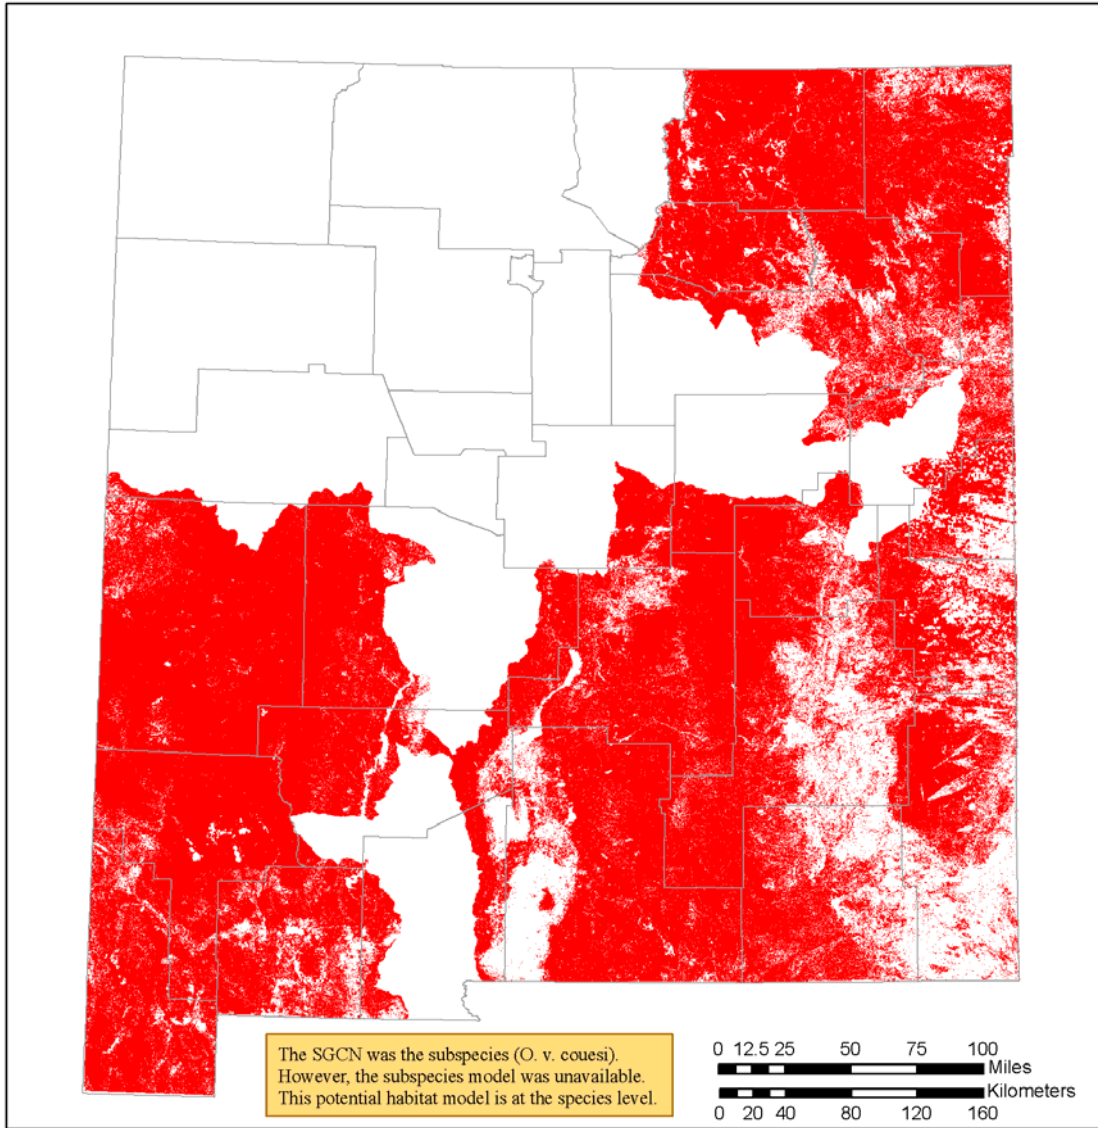 The SGCN was the subspecies (O. v. couesi).
However, the subspecies model was unavailable.
This potential habitat model is at the species level.
0 12.5 25 50 75 100
Miles
Kilometers
0 20 40 80 120 160